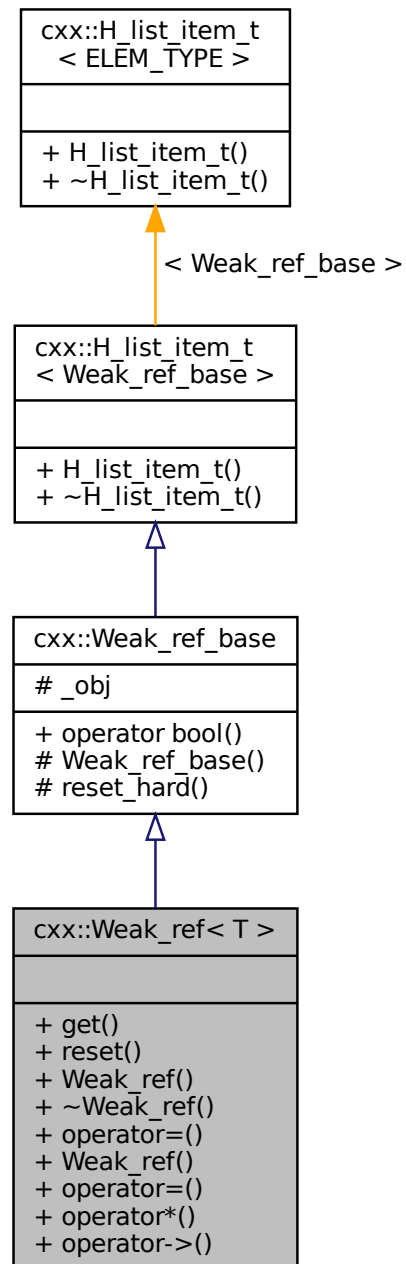 cxx::H_list_item_t
< ELEM_TYPE >
+ H_list_item_t()
+ ~H_list_item_t()
< Weak_ref_base >
cxx::H_list_item_t
< Weak_ref_base >
+ H_list_item_t()
+ ~H_list_item_t()
cxx::Weak_ref_base
# _obj
+ operator bool()
# Weak_ref_base()
# reset_hard()
cxx::Weak_ref< T >
+ get()
+ reset()
+ Weak_ref()
+ ~Weak_ref()
+ operator=()
+ Weak_ref()
+ operator=()
+ operator*()
+ operator->()